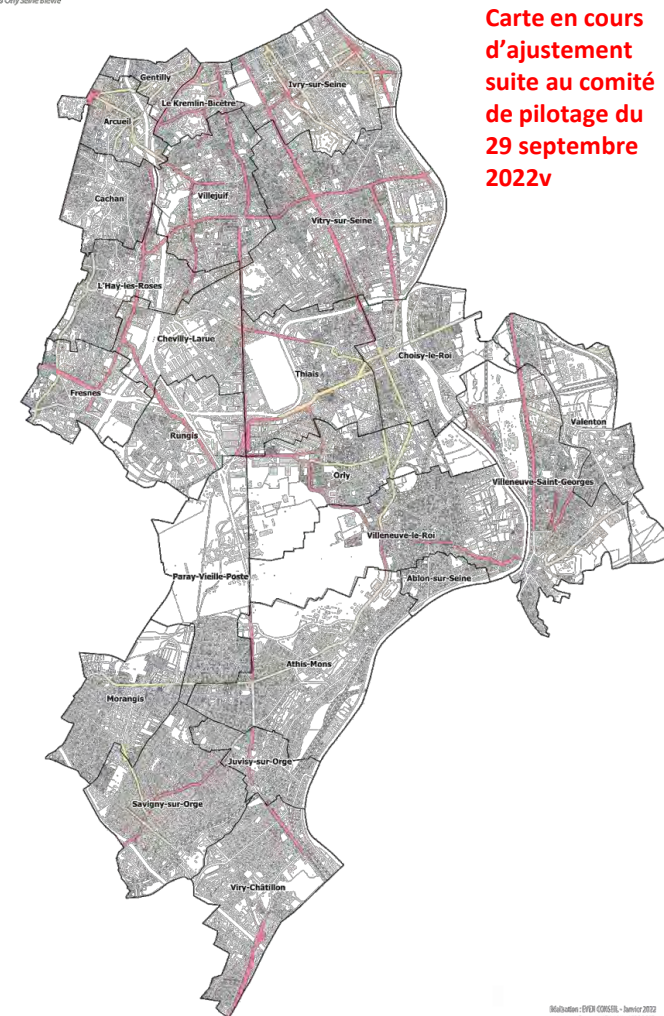 Carte en cours
d'ajustement
suite au comité
de pilotage du
29 septembre
2022v
Gentilly
Ivry-sur-Seine
Le Kremlin-Bicêtre
Arcueil
Cachan
Villejuif
Vitry-sur-Seine
L'Hay-les-Roses
Chevilly-Larue
Choisy-le-Roi
Thiais
Fresnes
Valenton
Rungis
Orly
Villeneuve-Saint-Georges
Villeneuve-le-Roi
Paray-Vieille-Poste
Ablon-sur-Seine
Athis-Mons
Morangis
Juvisy-sur-Orge
Savigny-sur-Orge
Viry-Châtillon
Réalisation : EVEN CONSEIL - Janvier 2022